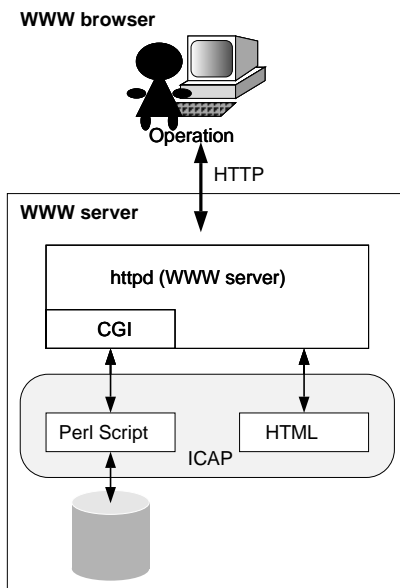 WWW browser
Operation
HTTP
WWW server
httpd (WWW server)
CGI
Perl Script
HTML
ICAP